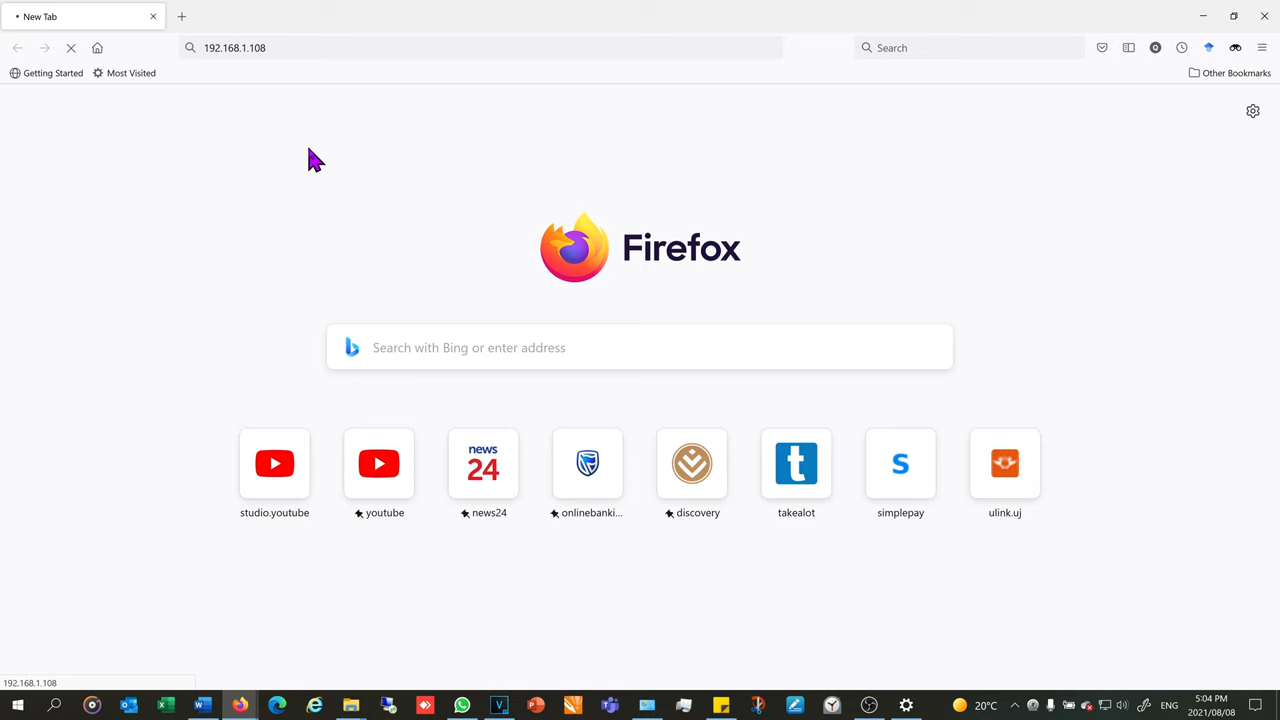 New Tab
192.168.1.108
Search
Getting Started
Most Visited
Other Bookmarks
Firefox
Search with Bing or enter address
news
24
t
S
studio.youtube
youtube
news24
onlinebanki...
discovery
takealot
simplepay
ulink.uj
192.168.1.108
20°C
ENG
5:04 PM
2021/08/08